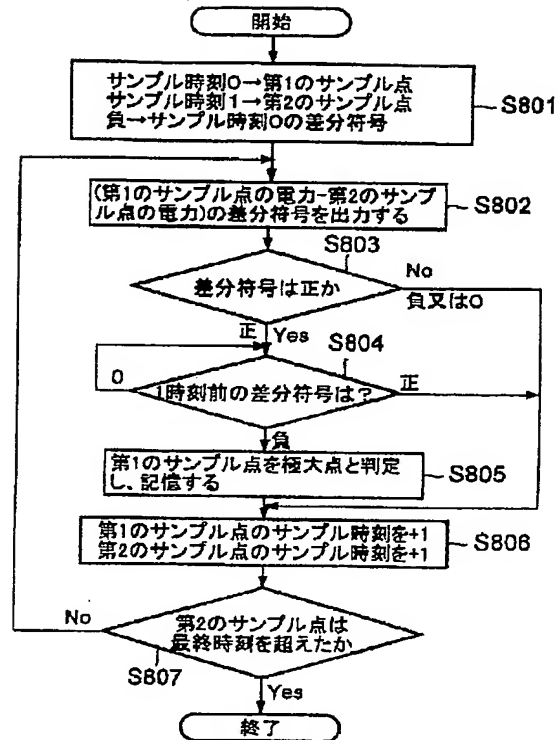 開始
サンプル時刻0→第1のサンプル点
サンプル時刻1→第2のサンプル点
負→サンプル時刻0の差分符号
S801
(第1のサンプル点の電力-第2のサンプ
ル点の電力)の差分符号を出力する
S802
S803
差分符号は正か
No
負又は0
正
Yes
S804
0
1時刻前の差分符号は?
正
負
第1のサンプル点を極大点と判定
し、記憶する
S805
第1のサンプル点のサンプル時刻を+1
第2のサンプル点のサンプル時刻を+1
S806
No
第2のサンプル点は
最終時刻を超えたか
S807
Yes
終了